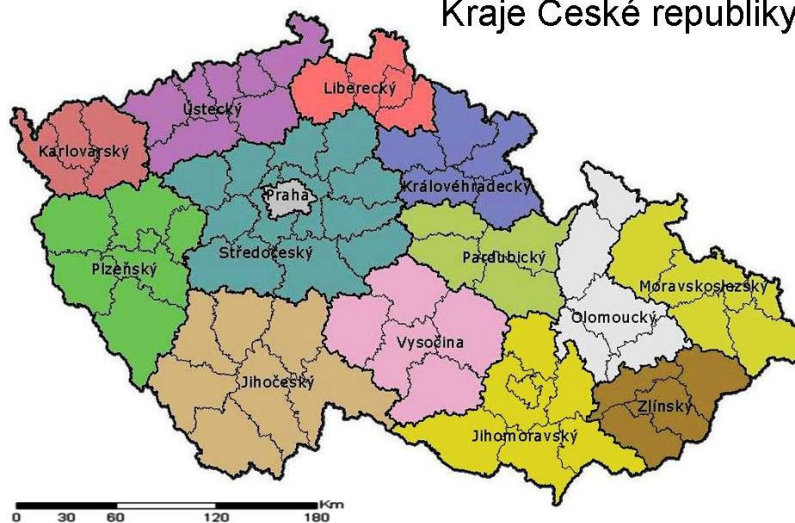 Kraje České republiky
Liberecký
Ústecký
Karlovarský
Královéhradecký
Praha
Středočeský
Pardubický
Plzeňský
Moravskoslezský
Olomoucký
Vysočina
Jihočeský
Zlínský
Jihomoravský
Km
0 30 60 120 180